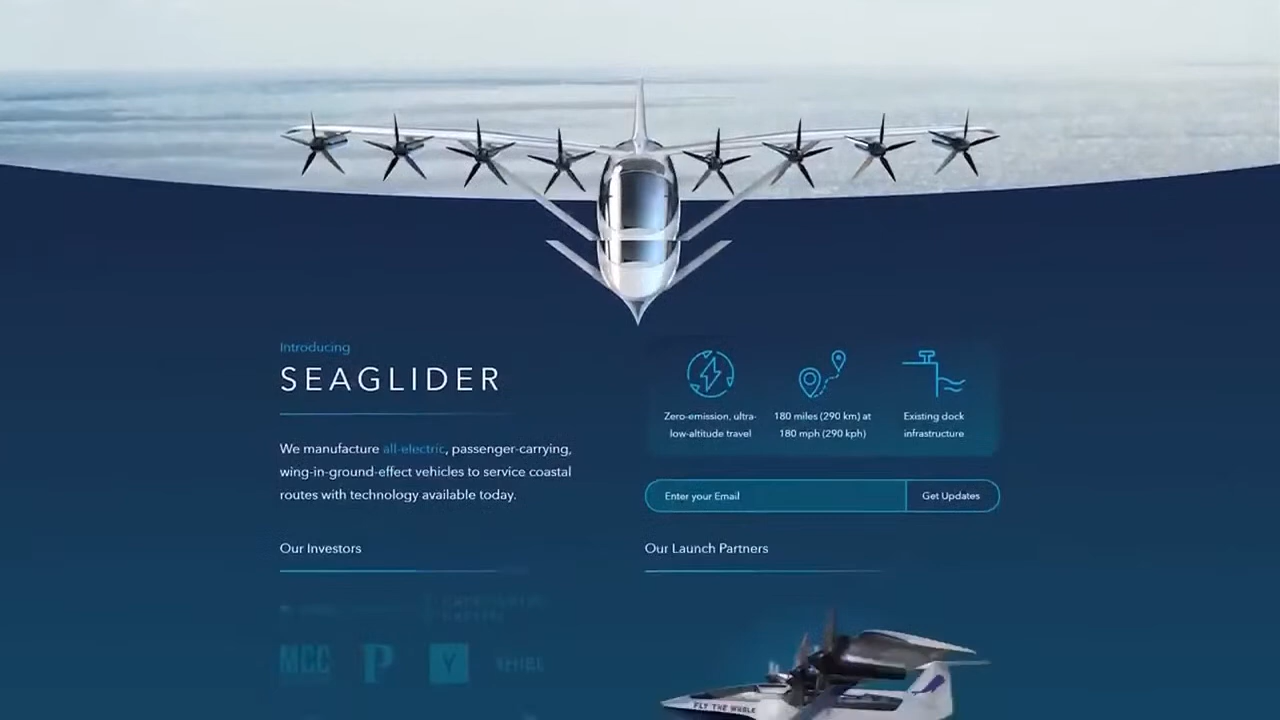 Introducing
SEAGLIDER
We manufacture all-electric, passenger-carrying,
wing-in-ground-effect vehicles to service coastal
routes with technology available today.
Zero-emission, ultra-
low-altitude travel
180 miles (290 km) at
180 mph (290 kph)
Existing dock
infrastructure
Enter your Email
Get Updates
Our Investors
Our Launch Partners
MCC
P
Y
FLY THE WHALE